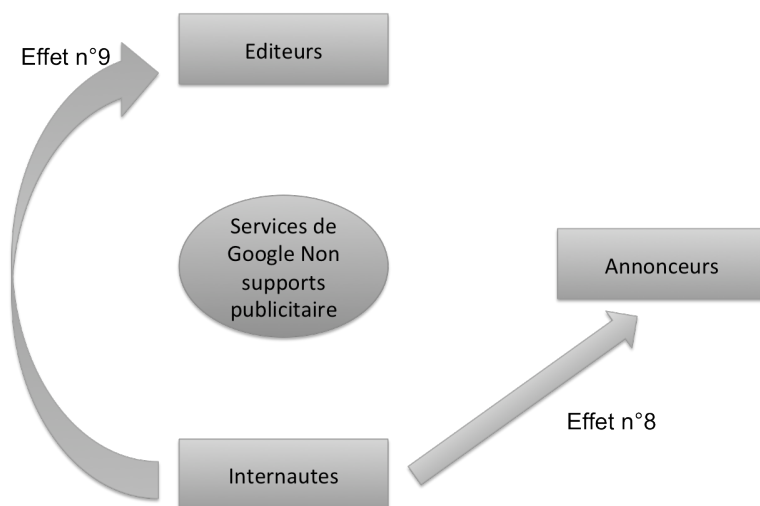 Editeurs
Effet n°9
Services de
Google Non
supports
publicitaire
Annonceurs
Effet n°8
Internautes